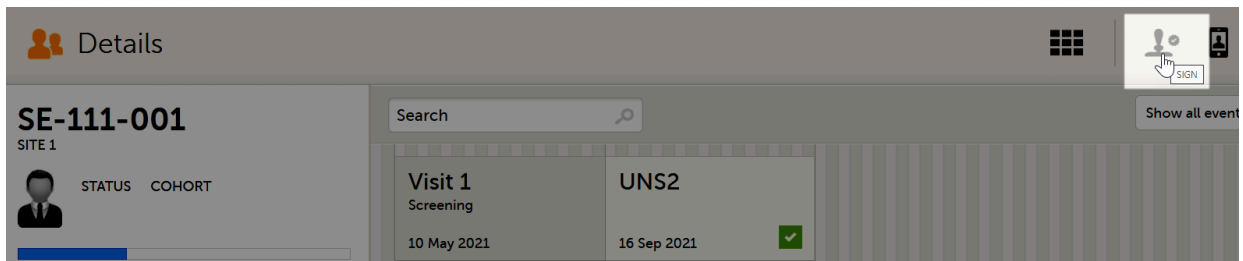 Details
SIGN
SE-111-001
SITE 1
STATUS COHORT
Search
Show all event
Visit 1
Screening
10 May 2021
UNS2
16 Sep 2021